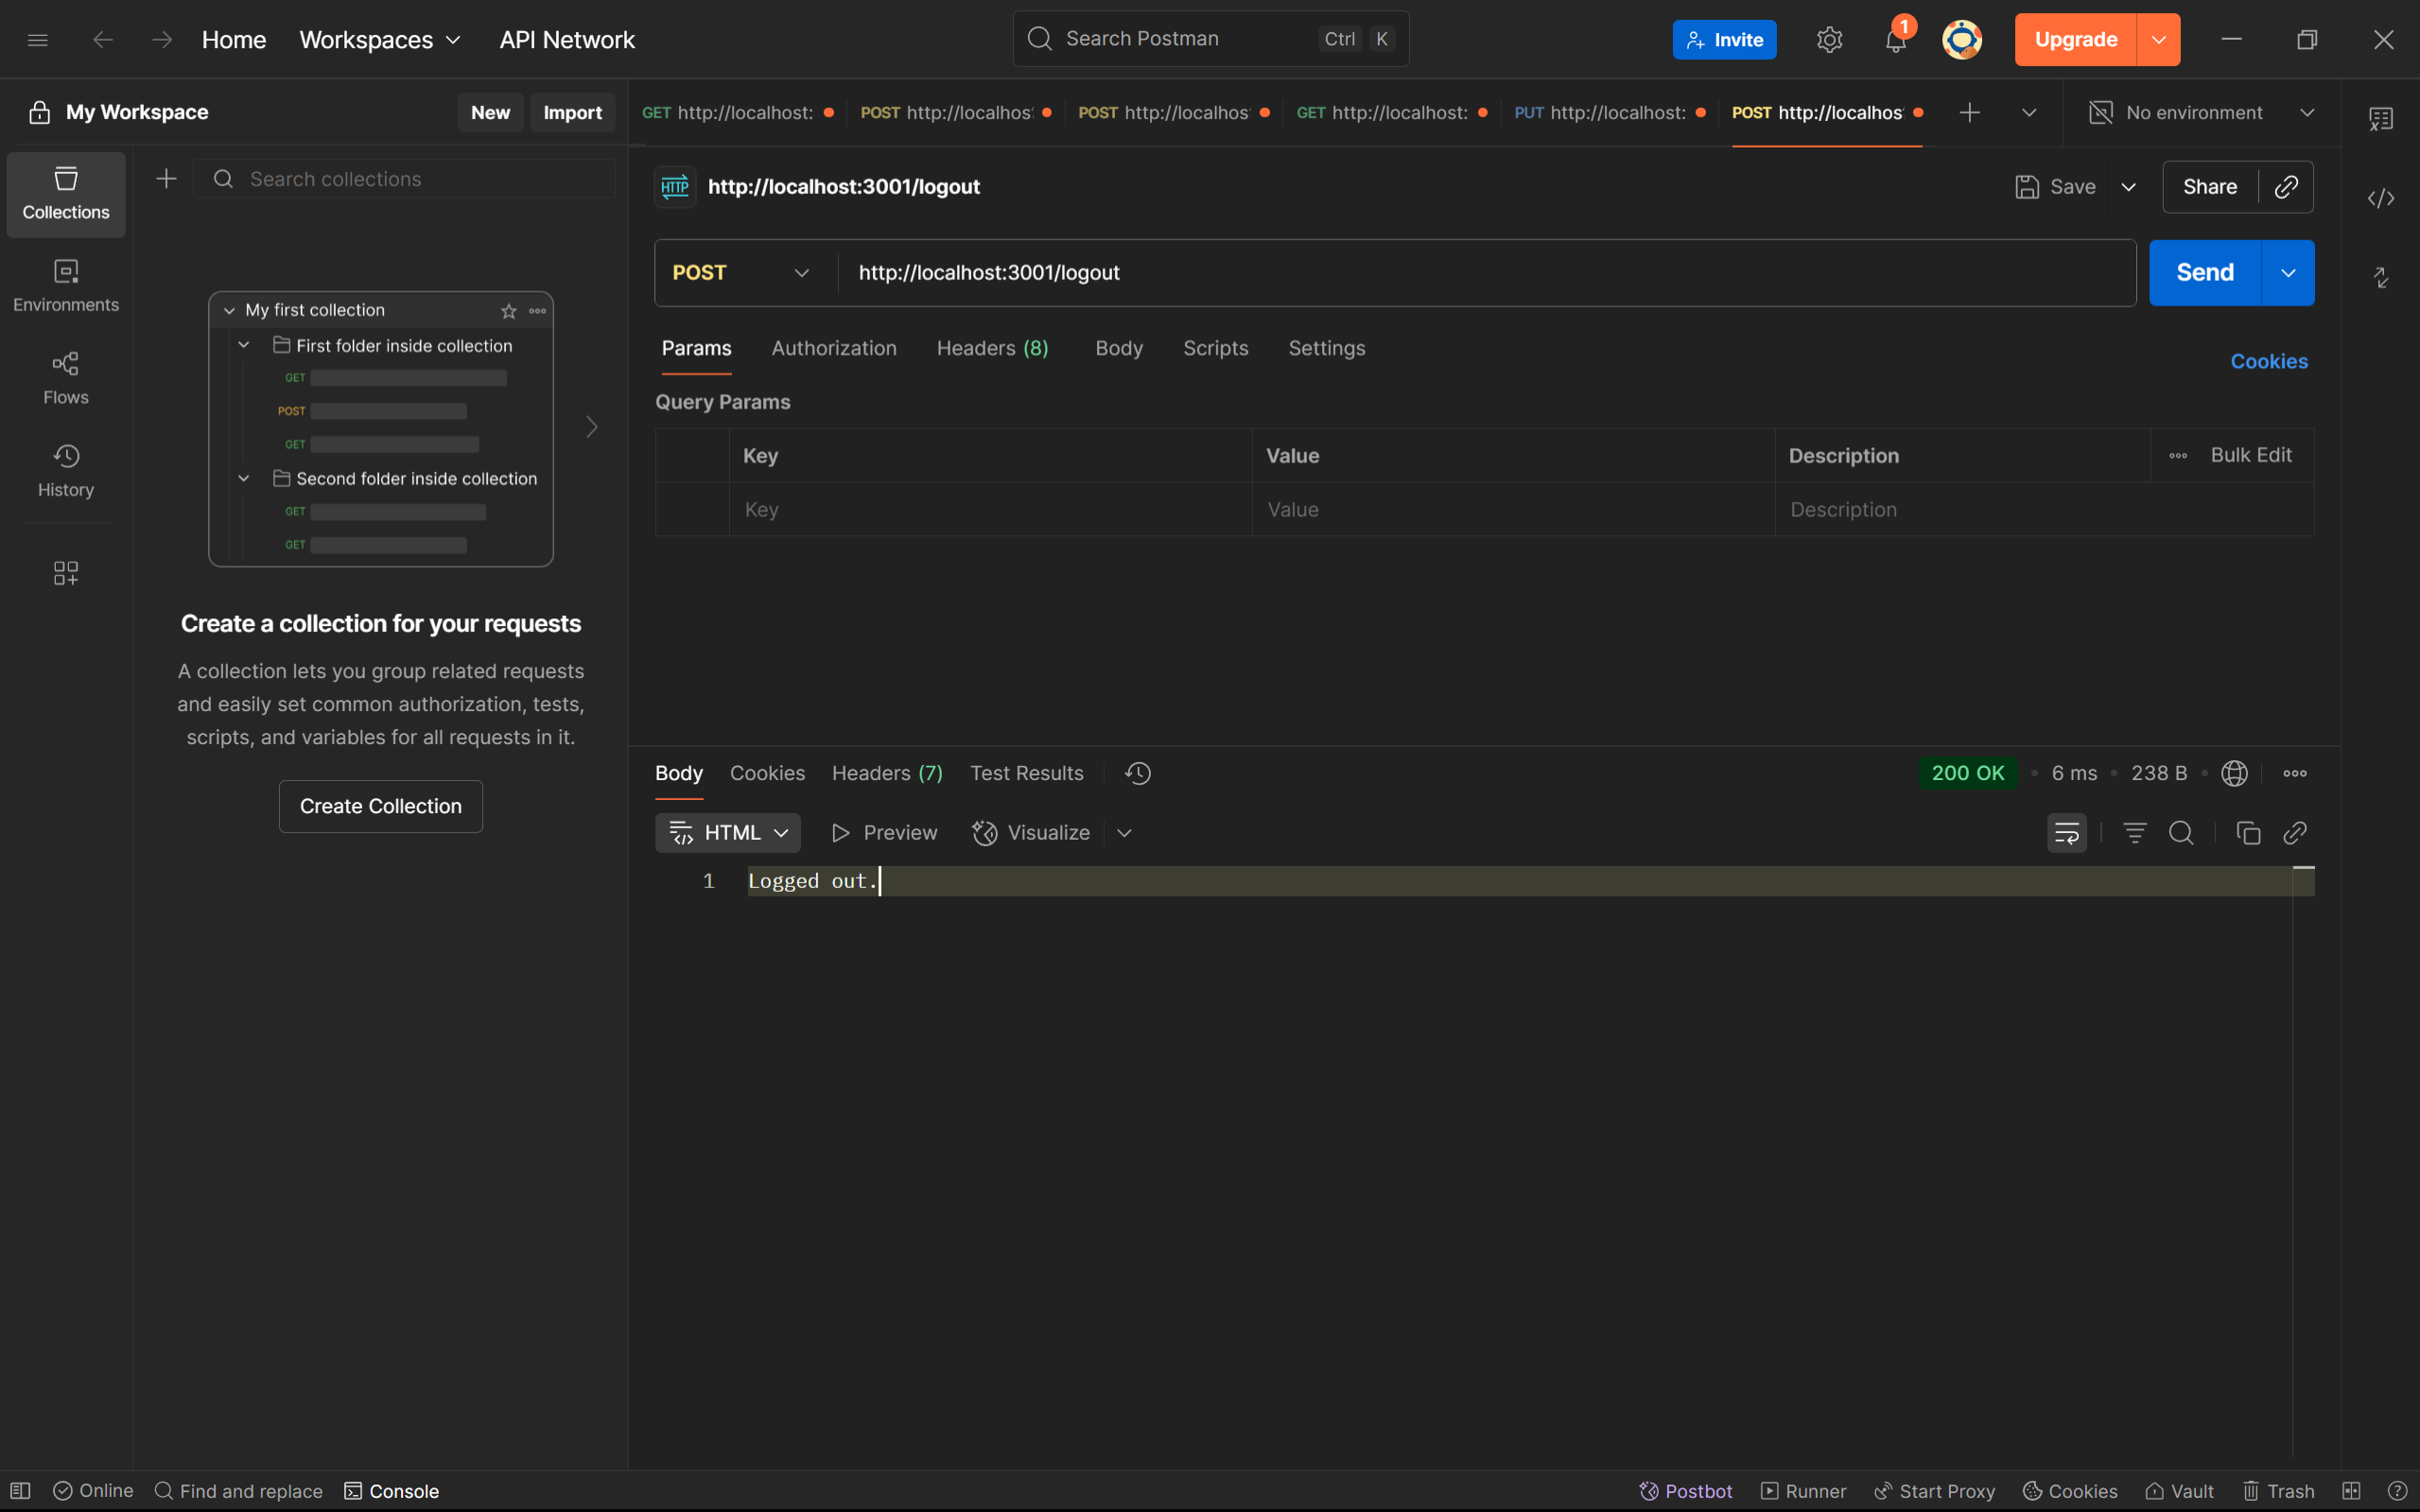 Home Workspaces API Network
Search Postman Ctrl K
Invite 1 Upgrade
My Workspace New Import
GET http://localhost: POST http://localhos POST http://localhos GET http://localhost: PUT http://localhost: POST http://localhos No environment
Collections
Search collections
HTTP http://localhost:3001/logout Save Share
Environments
POST http://localhost:3001/logout Send
My first collection
First folder inside collection
GET
POST
GET
Second folder inside collection
GET
GET
Flows
History
Params Authorization Headers (8) Body Scripts Settings Cookies
Query Params
Key Value Description Bulk Edit
Key Value Description
Create a collection for your requests
A collection lets you group related requests
and easily set common authorization, tests,
scripts, and variables for all requests in it.
Create Collection
Body Cookies Headers (7) Test Results 200 OK 6 ms 238 B
HTML Preview Visualize
1 Logged out.
Online Find and replace Console Postbot Runner Start Proxy Cookies Vault Trash